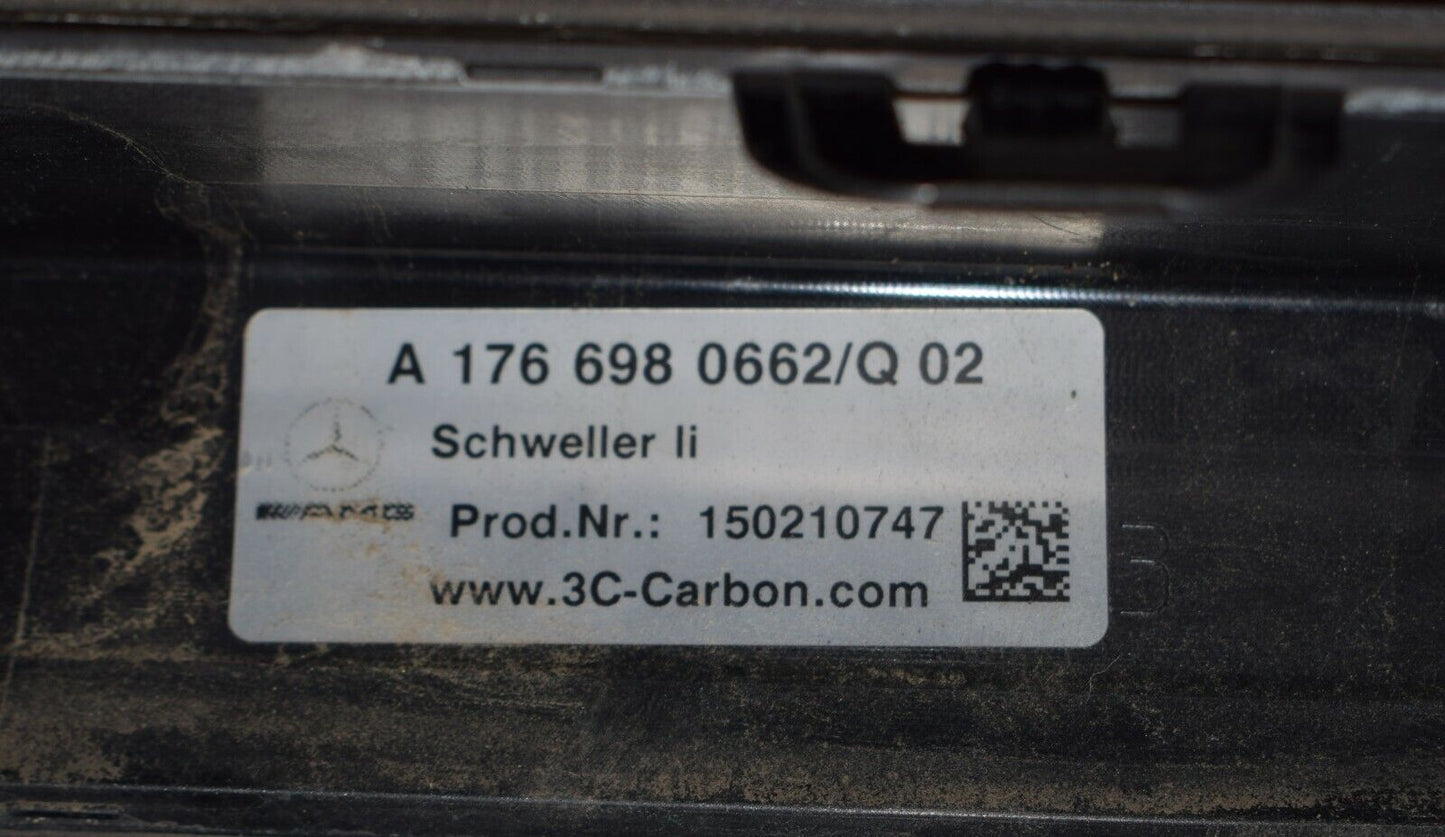 A 176 698 0662/Q 02
Schweller li
Prod.Nr.: 150210747
www.3C-Carbon.com